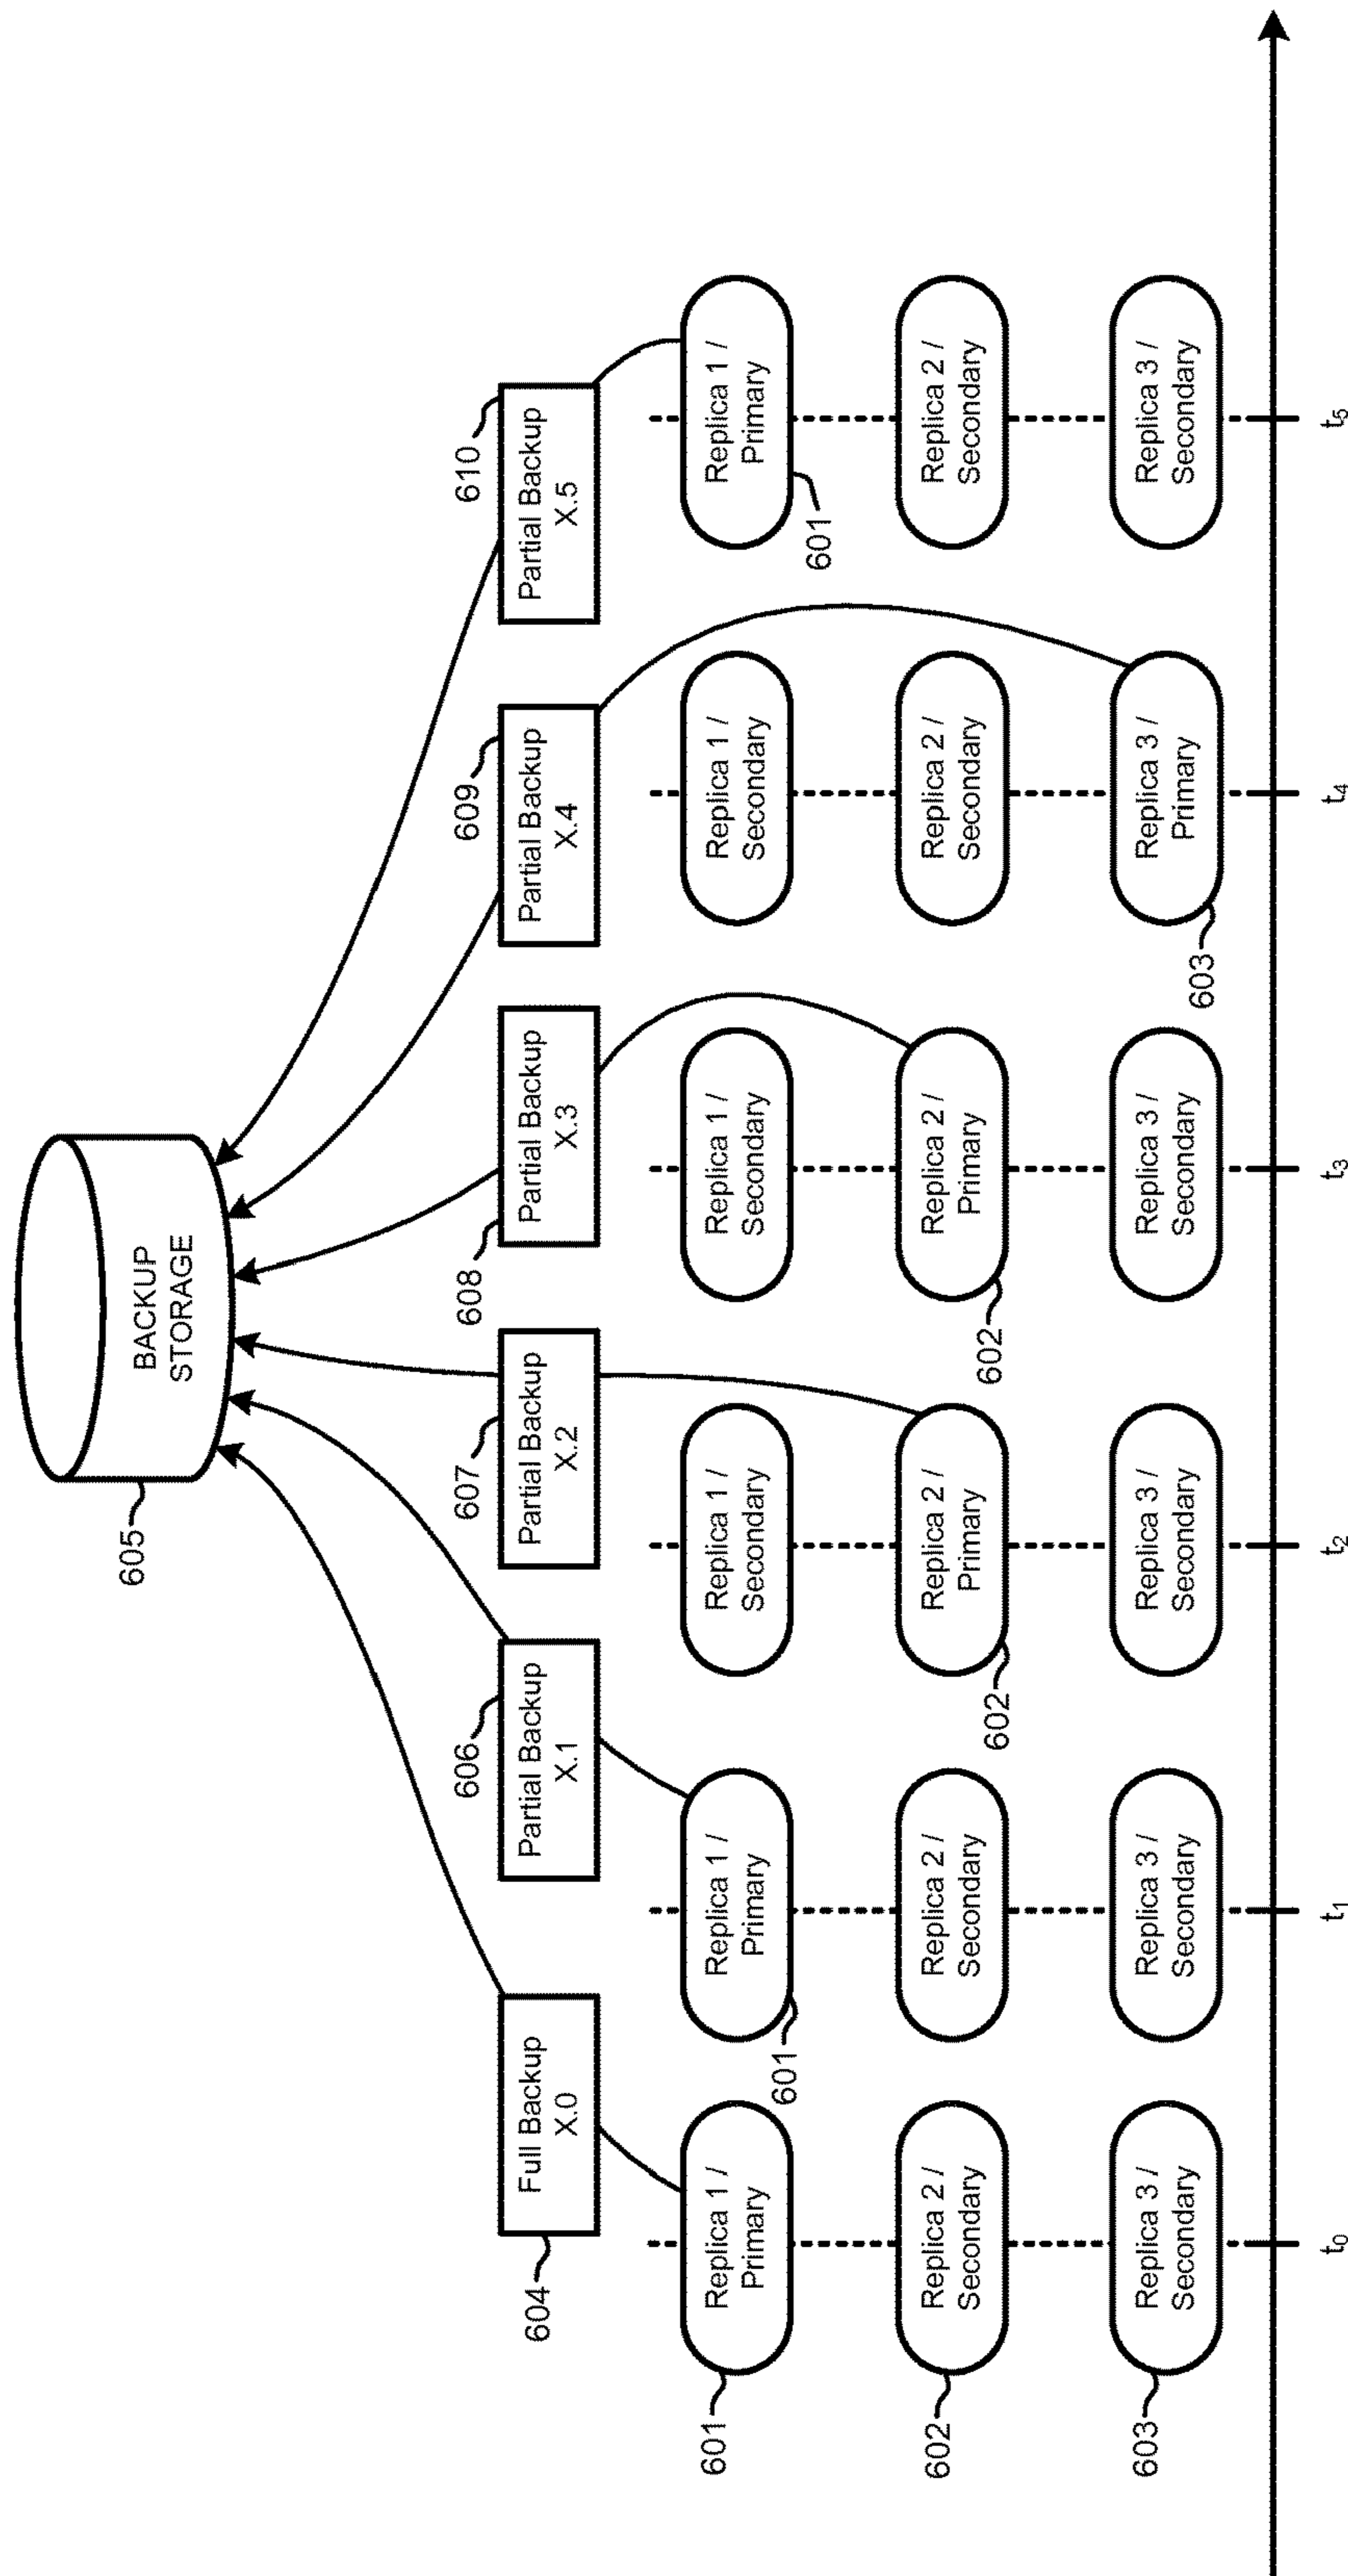 BACKUP
STORAGE
605
604
Full Backup
X.0
606
Partial Backup
X.1
607
Partial Backup
X.2
608
Partial Backup
X.3
609
Partial Backup
X.4
610
Partial Backup
X.5
601
Replica 1 /
Primary
601
Replica 1 /
Primary
Replica 1 /
Secondary
Replica 1 /
Secondary
Replica 1 /
Secondary
601
Replica 1 /
Primary
602
Replica 2 /
Secondary
Replica 2 /
Secondary
602
Replica 2 /
Primary
602
Replica 2 /
Primary
Replica 2 /
Secondary
Replica 2 /
Secondary
603
Replica 3 /
Secondary
Replica 3 /
Secondary
Replica 3 /
Secondary
Replica 3 /
Secondary
603
Replica 3 /
Primary
Replica 3 /
Secondary
t0
t1
t2
t3
t4
t5